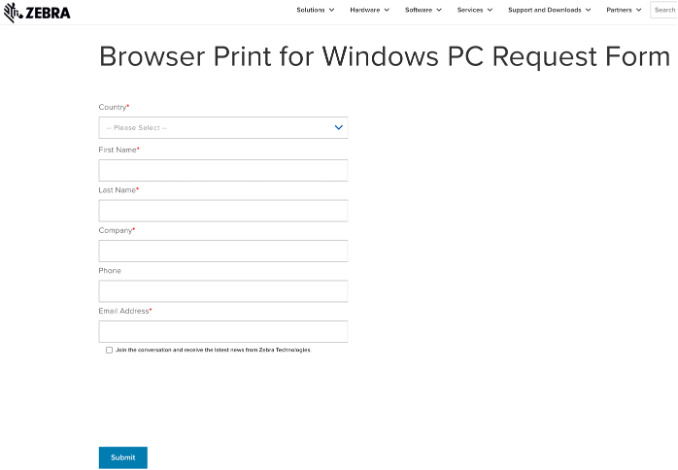 ZEBRA Solutions Hardware Software Services Support and Downloads Partners Search
Browser Print for Windows PC Request Form
Country*
-- Please Select --
First Name*
Last Name*
Company*
Phone
Email Address*
Join the conversation and receive the latest news from Zebra Technologies
Submit